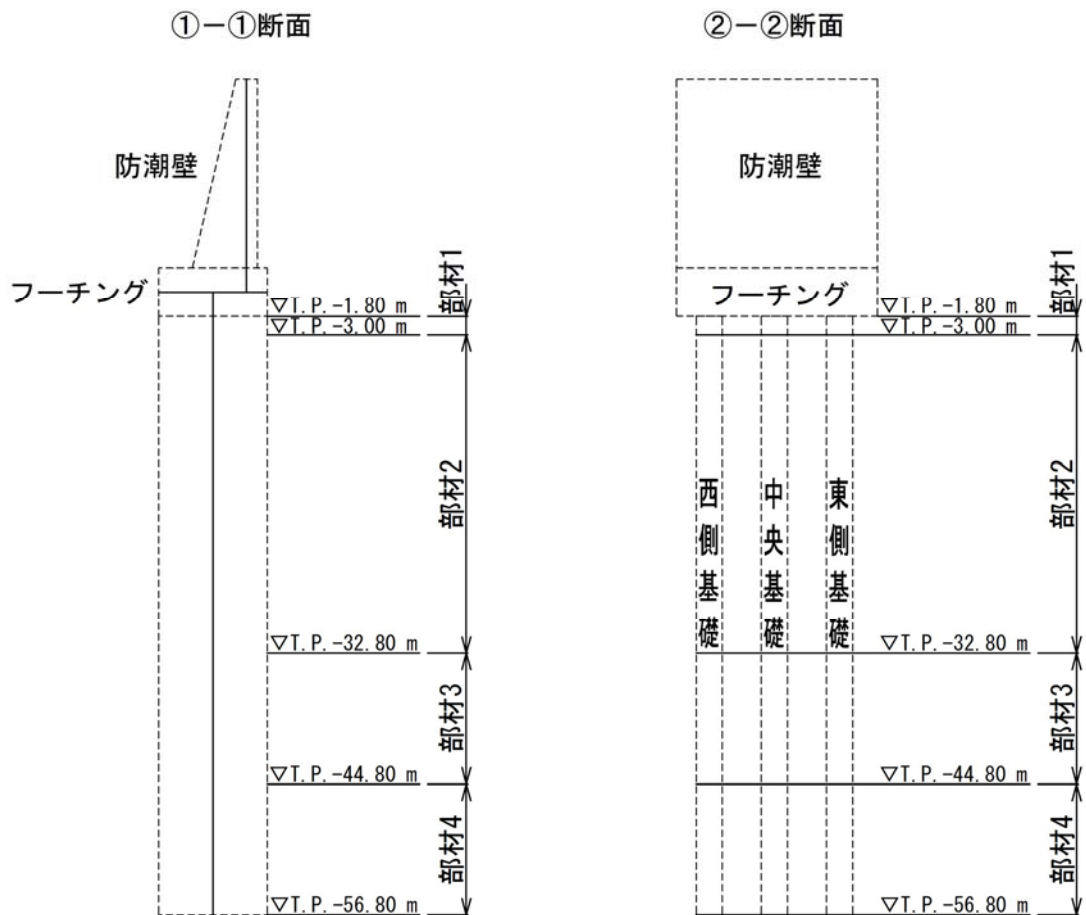 ①－①断面
防潮壁
フーチング
▽T.P.-1.80 m
▽T.P.-3.00 m
部材1
部材2
▽T.P.-32.80 m
部材3
▽T.P.-44.80 m
部材4
▽T.P.-56.80 m
②－②断面
防潮壁
フーチング
▽T.P.-1.80 m
▽T.P.-3.00 m
部材1
西側基礎
中央基礎
東側基礎
部材2
▽T.P.-32.80 m
部材3
▽T.P.-44.80 m
部材4
▽T.P.-56.80 m